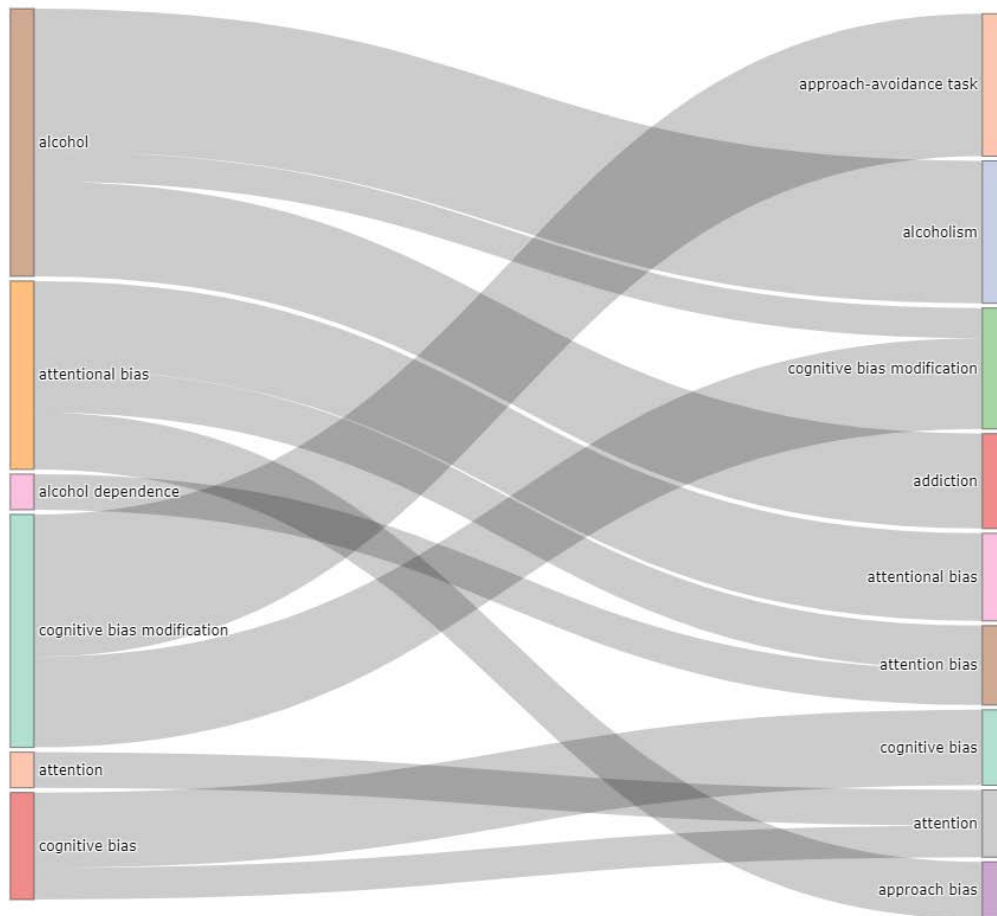 alcohol
attentional bias
alcohol dependence
cognitive bias modification
attention
cognitive bias
approach-avoidance task
alcoholism
cognitive bias modification
addiction
attentional bias
attention bias
cognitive bias
attention
approach bias